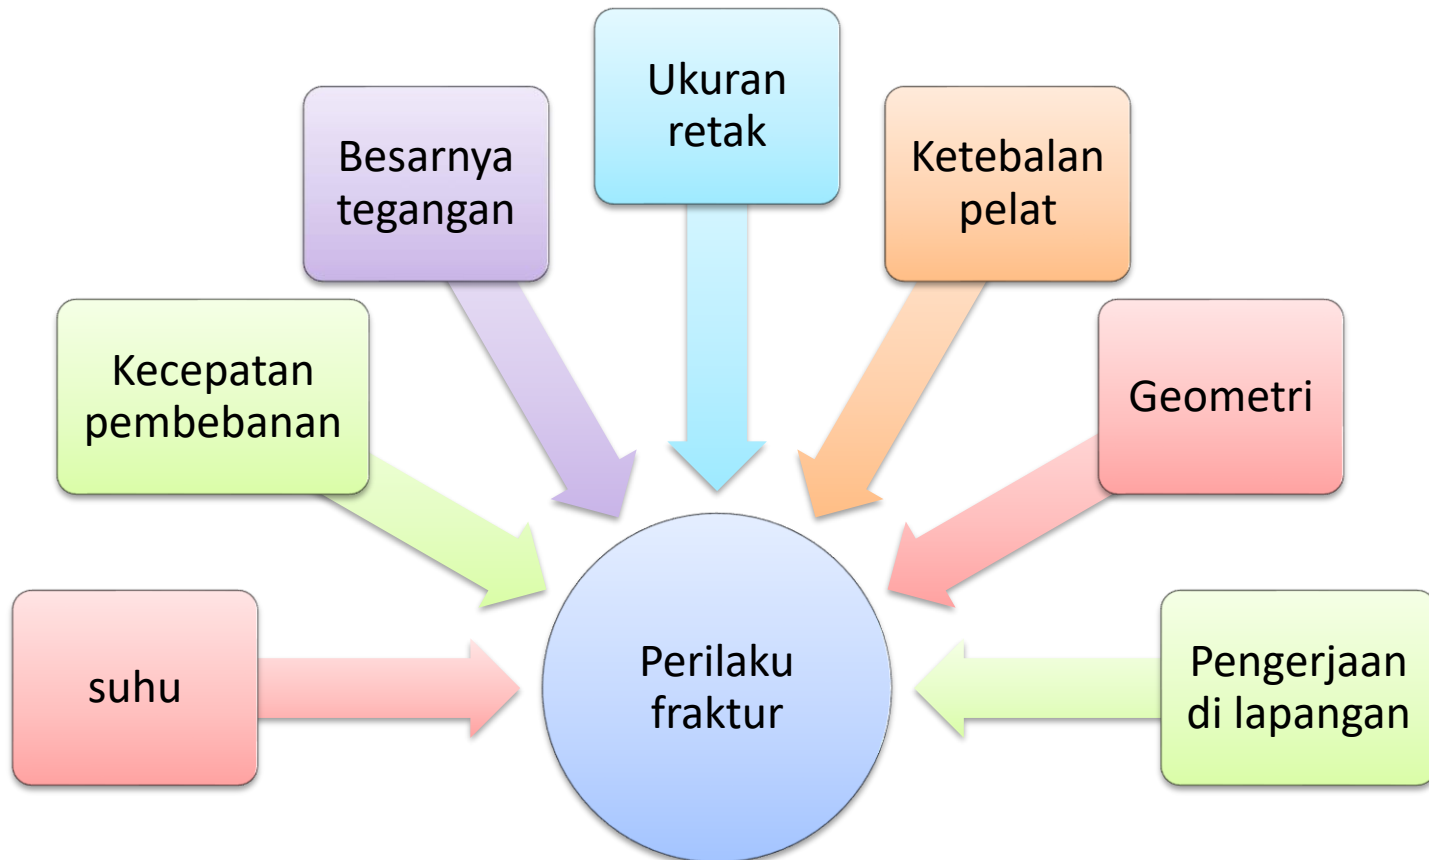 Ukuran
retak
Besarnya
tegangan
Ketebalan
pelat
Kecepatan
pembebanan
Geometri
suhu
Perilaku
fraktur
Pengerjaan
di lapangan